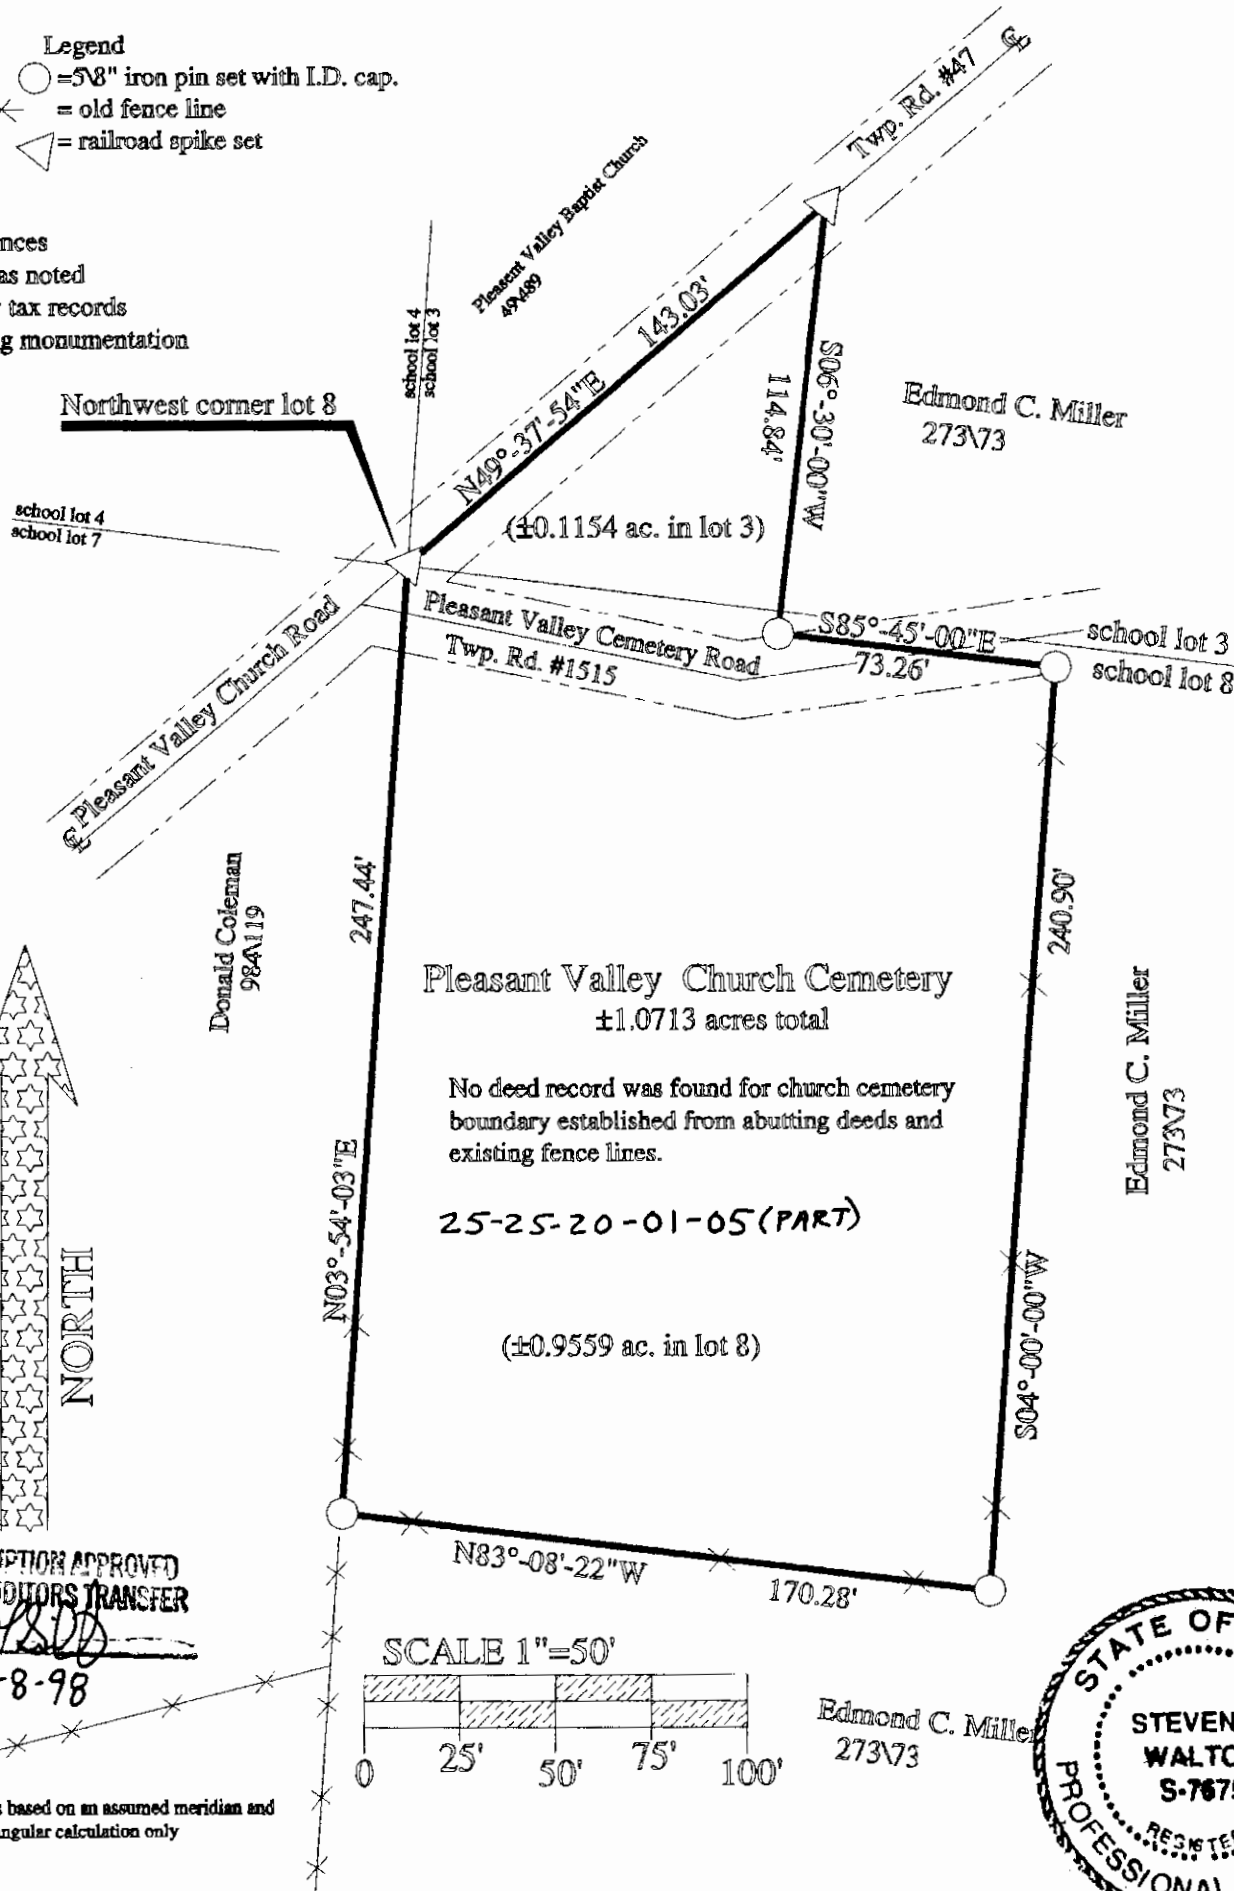 Legend
=5\8" iron pin set with I.D. cap.
= old fence line
= railroad spike set
as noted
tax records
monumentation
Northwest corner lot 8
school lot 4
school lot 3
Pleasant Valley Baptist Church
49\489
Twp. Rd. #47
N49°-37'-54"E 143.03'
S06°-30'-00"W
114.84'
Edmond C. Miller
273\73
school lot 4
school lot 7
(±0.1154 ac. in lot 3)
Pleasant Valley Cemetery Road
Twp. Rd. #1515
S85°-45'-00"E
73.26'
school lot 3
school lot 8
Pleasant Valley Church Road
Donald Coleman
984\119
N03°-54'-03"E 247.44'
Pleasant Valley Church Cemetery
±1.0713 acres total
No deed record was found for church cemetery
boundary established from abutting deeds and
existing fence lines.
25-25-20-01-05 (PART)
(±0.9559 ac. in lot 8)
S04°-00'-00"W 240.90'
Edmond C. Miller
273\73
NORTH
N83°-08'-22"W 170.28'
APPROVED
TRANSFER
8-98
SCALE 1"=50'
0 25' 50' 75' 100'
Edmond C. Miller
273\73
based on an assumed meridian and
calculation only
STATE OF
STEVEN
S-767
PROFESSIONAL